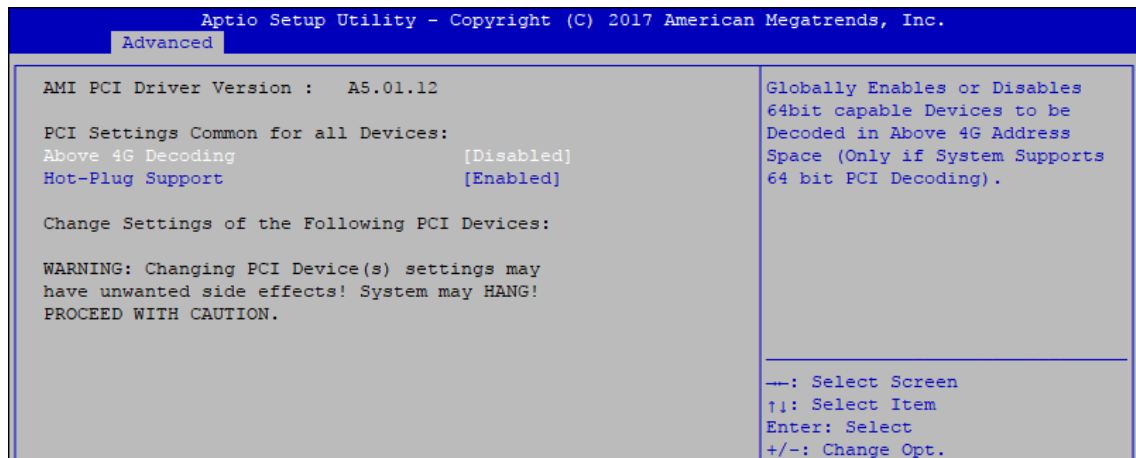 Aptio Setup Utility - Copyright (C) 2017 American Megatrends, Inc.
Advanced
AMI PCI Driver Version :   A5.01.12
PCI Settings Common for all Devices:
Above 4G Decoding   [Disabled]
Hot-Plug Support   [Enabled]
Change Settings of the Following PCI Devices:
WARNING: Changing PCI Device(s) settings may
have unwanted side effects! System may HANG!
PROCEED WITH CAUTION.
Globally Enables or Disables
64bit capable Devices to be
Decoded in Above 4G Address
Space (Only if System Supports
64 bit PCI Decoding).
→←: Select Screen
↑↓: Select Item
Enter: Select
+/-: Change Opt.